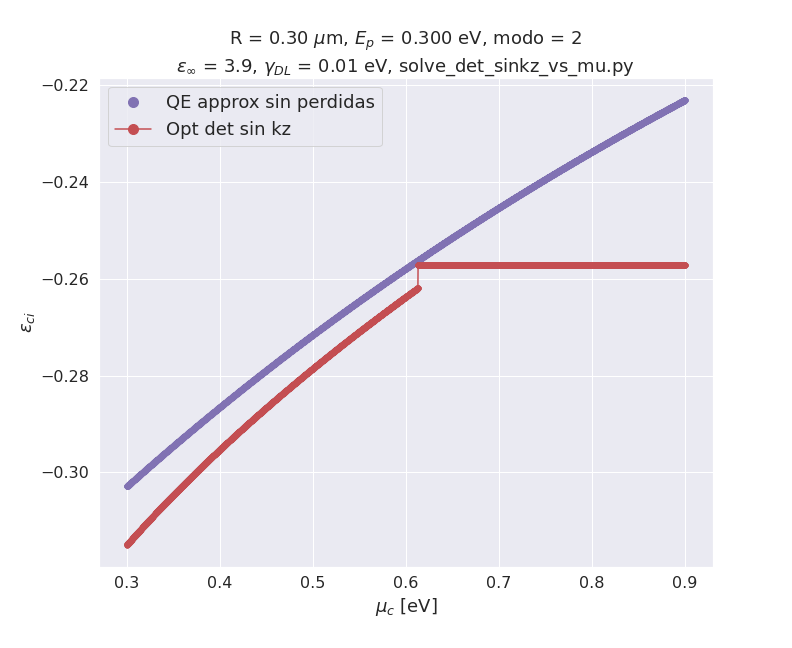 R = 0.30 μm, E_p = 0.300 eV, modo = 2
ε_∞ = 3.9, γ_DL = 0.01 eV, solve_det_sinkz_vs_mu.py
QE approx sin perdidas
Opt det sin kz
−0.22
−0.24
−0.26
−0.28
−0.30
ε_ci
0.3 0.4 0.5 0.6 0.7 0.8 0.9
μ_c [eV]